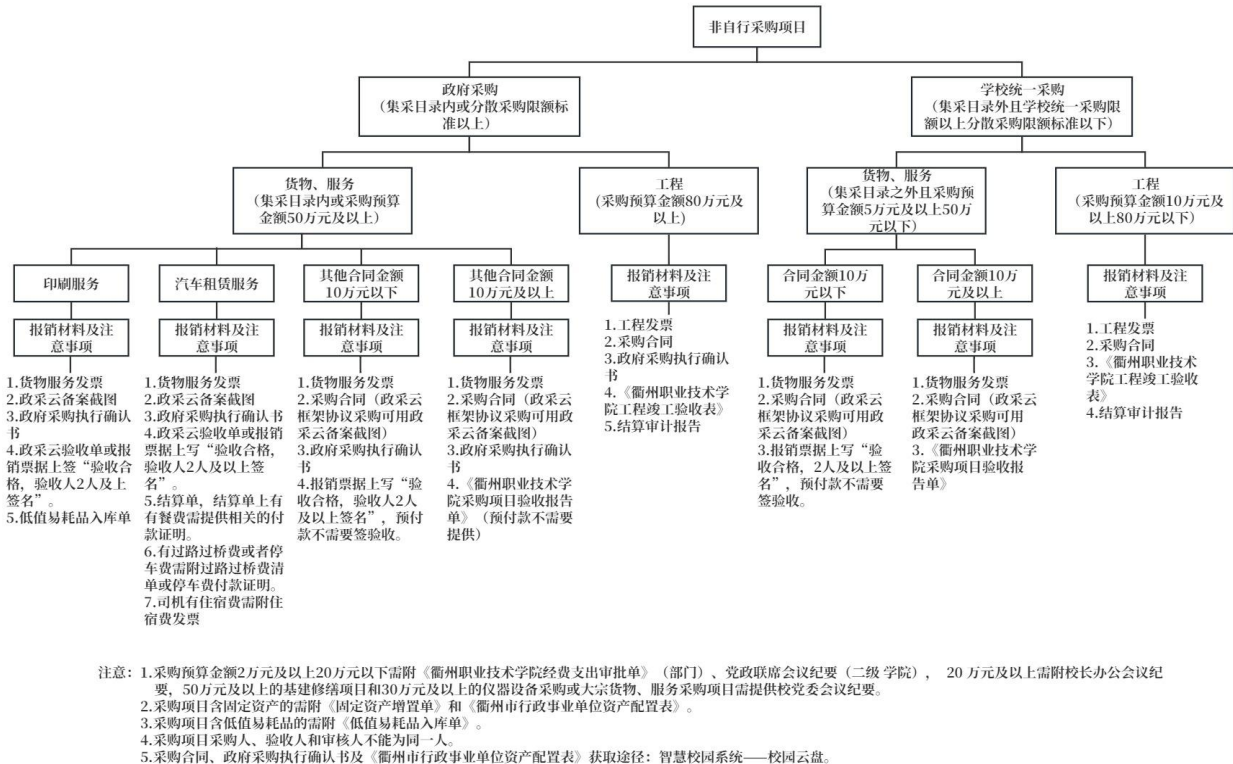 非自行采购项目
政府采购
（集采目录内或分散采购限额标
准以上）
学校统一采购
（集采目录外且学校统一采购限
额以上分散采购限额标准以下）
货物、服务
（集采目录内或采购预算
金额50万元及以上）
工程
（采购预算金额80万元及
以上）
货物、服务
（集采目录之外且采购预
算金额5万元及以上50万
元以下）
工程
（采购预算金额10万元及
以上80万元以下）
印刷服务
汽车租赁服务
其他合同金额
10万元以下
其他合同金额
10万元及以上
报销材料及注
意事项
合同金额10万
元以下
合同金额10万
元及以上
报销材料及注
意事项
报销材料及注
意事项
报销材料及注
意事项
报销材料及注
意事项
报销材料及注
意事项
报销材料及注
意事项
报销材料及注
意事项
1.货物服务发票
2.政采云备案截图
3.政府采购执行确认
书
4.政采云验收单或报
销票据上签“验收合
格，验收人2人及上
签名”。
5.低值易耗品入库单
1.货物服务发票
2.政采云备案截图
3.政府采购执行确认书
4.政采云验收单或报销
票据上写“验收合格，
验收人2人及以上签
名”。
5.结算单，结算单上有
有餐费需提供相关的付
款证明。
6.有过路过桥费或者停
车费需附过路过桥费清
单或停车费付款证明。
7.司机有住宿费需附住
宿费发票
1.货物服务发票
2.采购合同（政采云
框架协议采购可用政
采云备案截图）
3.政府采购执行确认
书
4.报销票据上写“验
收合格，验收人2人
及以上签名”，预付
款不需要签验收。
1.货物服务发票
2.采购合同（政采云
框架协议采购可用政
采云备案截图）
3.政府采购执行确认
书
4.《衢州职业技术学
院采购项目验收报告
单》（预付款不需要
提供）
1.工程发票
2.采购合同
3.政府采购执行确认
书
4.《衢州职业技术学
院工程竣工验收表》
5.结算审计报告
1.货物服务发票
2.采购合同（政采云
框架协议采购可用政
采云备案截图）
3.报销票据上写“验
收合格，2人及以上签
名”，预付款不需要
签验收。
1.货物服务发票
2.采购合同（政采云
框架协议采购可用
政采云备案截图）
3.《衢州职业技术学
院采购项目验收报
告单》
1.工程发票
2.采购合同
3.《衢州职业技术
学院工程竣工验收
表》
4.结算审计报告
注意：1.采购预算金额2万元及以上20万元以下需附《衢州职业技术学院经费支出审批单》（部门）、党政联席会议纪要（二级 学院）， 20 万元及以上需附校长办公会议纪
要，50万元及以上的基建修缮项目和30万元及以上的仪器设备采购或大宗货物、服务采购项目需提供校党委会议纪要。
2.采购项目含固定资产的需附《固定资产增置单》和《衢州市行政事业单位资产配置表》。
3.采购项目含低值易耗品的需附《低值易耗品入库单》。
4.采购项目采购人、验收人和审核人不能为同一人。
5.采购合同、政府采购执行确认书及《衢州市行政事业单位资产配置表》获取途径：智慧校园系统——校园云盘。